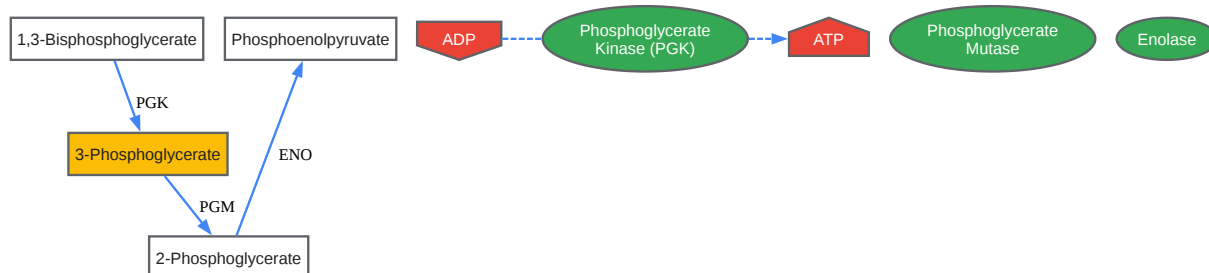 1,3-Bisphosphoglycerate
Phosphoenolpyruvate
ADP
Phosphoglycerate
Kinase (PGK)
ATP
Phosphoglycerate
Mutase
Enolase
PGK
3-Phosphoglycerate
ENO
PGM
2-Phosphoglycerate